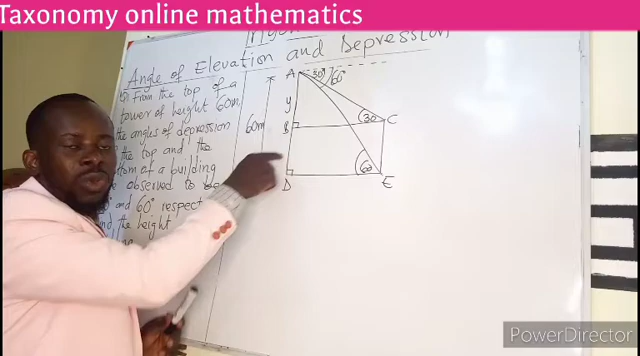 Taxonomy online mathematics
Angle of Elevation and Depression
From the top of a
tower of height 60m
the angles of depression
the top and the
of a building
observed to be
and 60° respect
the height
A
30°
60°
y
60m
B
30
C
60
D
E
PowerDirector